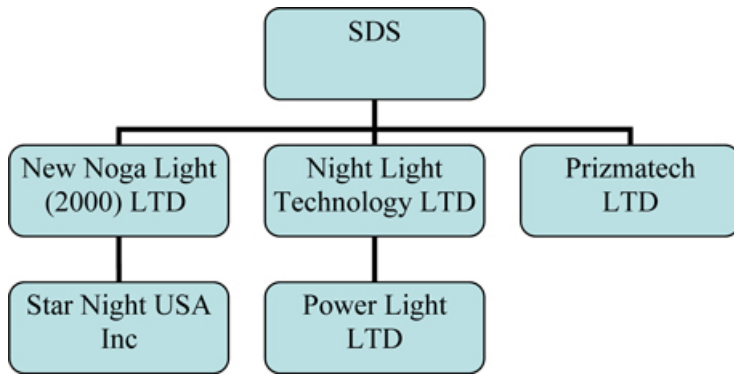 SDS
New Noga Light
(2000) LTD
Night Light
Technology LTD
Prizmatech
LTD
Star Night USA
Inc
Power Light
LTD